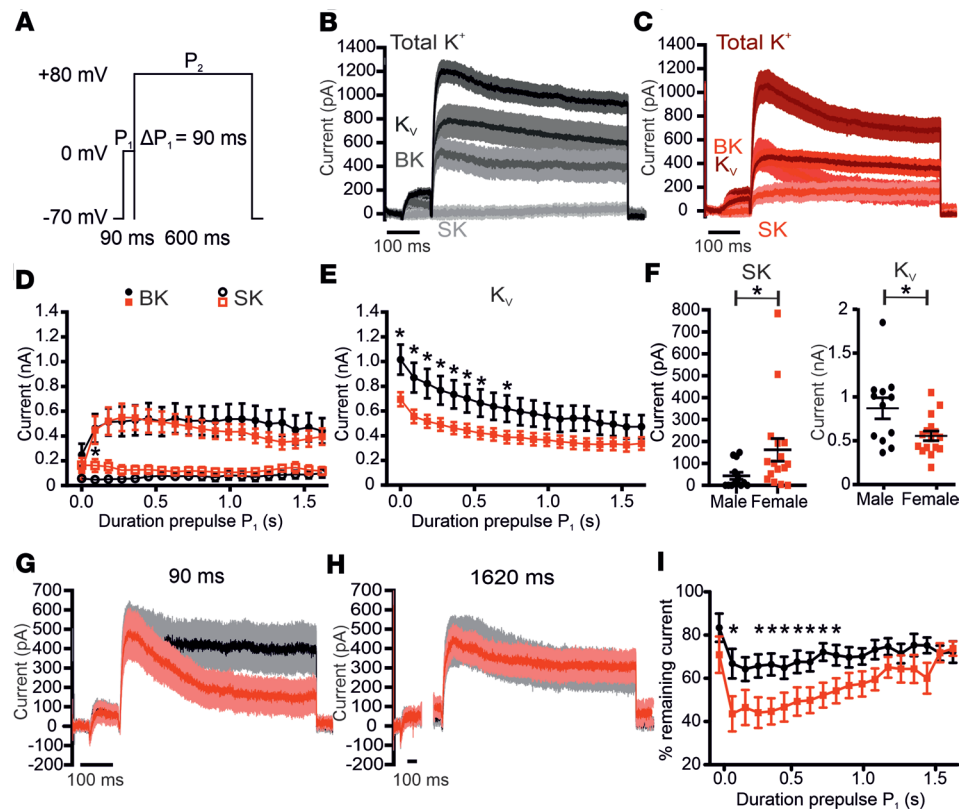 A
+80 mV
P2
P1 ΔP1 = 90 ms
0 mV
-70 mV
90 ms 600 ms
B
Total K+
1400
1200
1000
800
600
400
200
0
Current (pA)
KV
BK
SK
100 ms
C
Total K+
1400
1200
1000
800
600
400
200
0
Current (pA)
BK
KV
SK
100 ms
D
BK SK
1.4
1.2
1.0
0.8
0.6
0.4
0.2
0
Current (nA)
*
0.0 0.5 1.0 1.5
Duration prepulse P1 (s)
E
KV
1.4
1.2
1.0
0.8
0.6
0.4
0.2
0
Current (nA)
* * * * * * * *
0.0 0.5 1.0 1.5
Duration prepulse P1 (s)
F
SK
*
800
700
600
500
400
300
200
100
0
Current (pA)
Male Female
KV
*
2
1.5
1
0.5
0
Current (nA)
Male Female
G
90 ms
700
600
500
400
300
200
100
0
-100
-200
Current (pA)
100 ms
H
1620 ms
700
600
500
400
300
200
100
0
-100
-200
Current (pA)
100 ms
I
100
80
60
40
20
% remaining current
* * * * * * * *
0.0 0.5 1.0 1.5
Duration prepulse P1 (s)